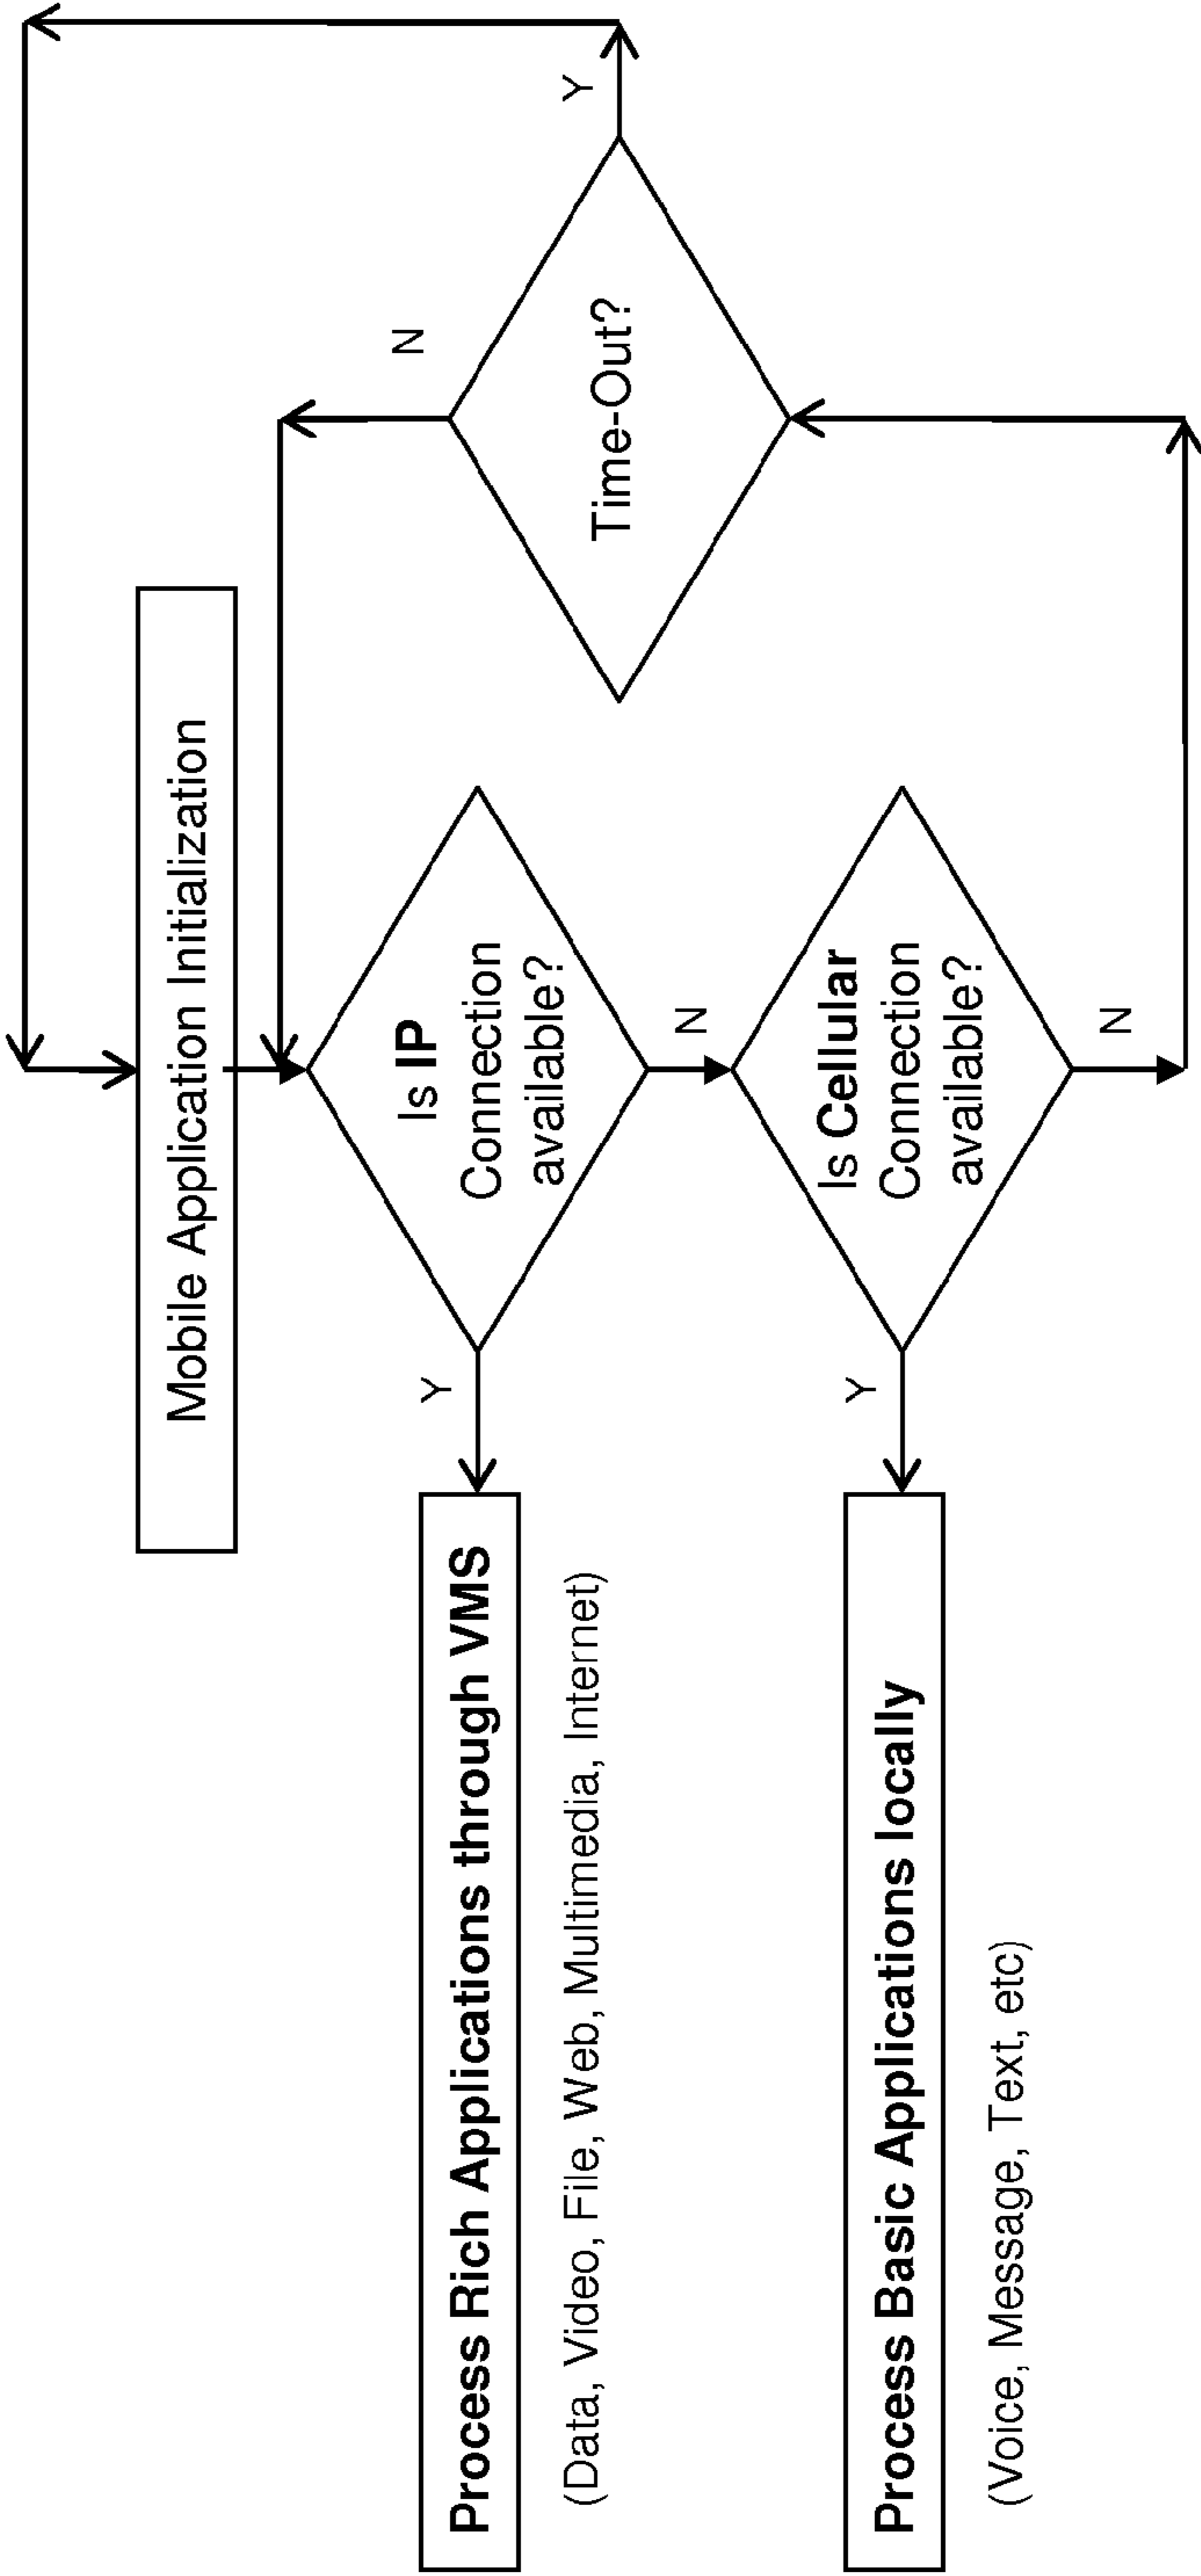 Mobile Application Initialization
Is IP
Connection
available?
Y
N
Process Rich Applications through VMS
(Data, Video, File, Web, Multimedia, Internet)
Is Cellular
Connection
available?
Y
N
Process Basic Applications locally
(Voice, Message, Text, etc)
Time-Out?
N
Y